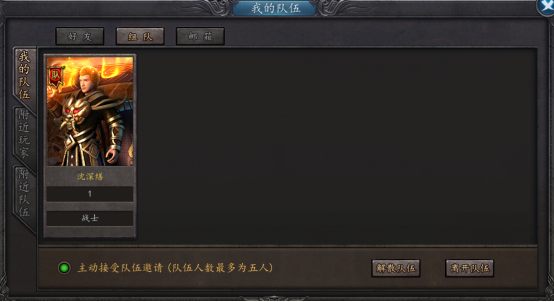 我的队伍
好友
组队
邮箱
我的队伍
附近玩家
附近队伍
队
沈深缮
1
战士
主动接受队伍邀请(队伍人数最多为五人)
解散队伍
离开队伍